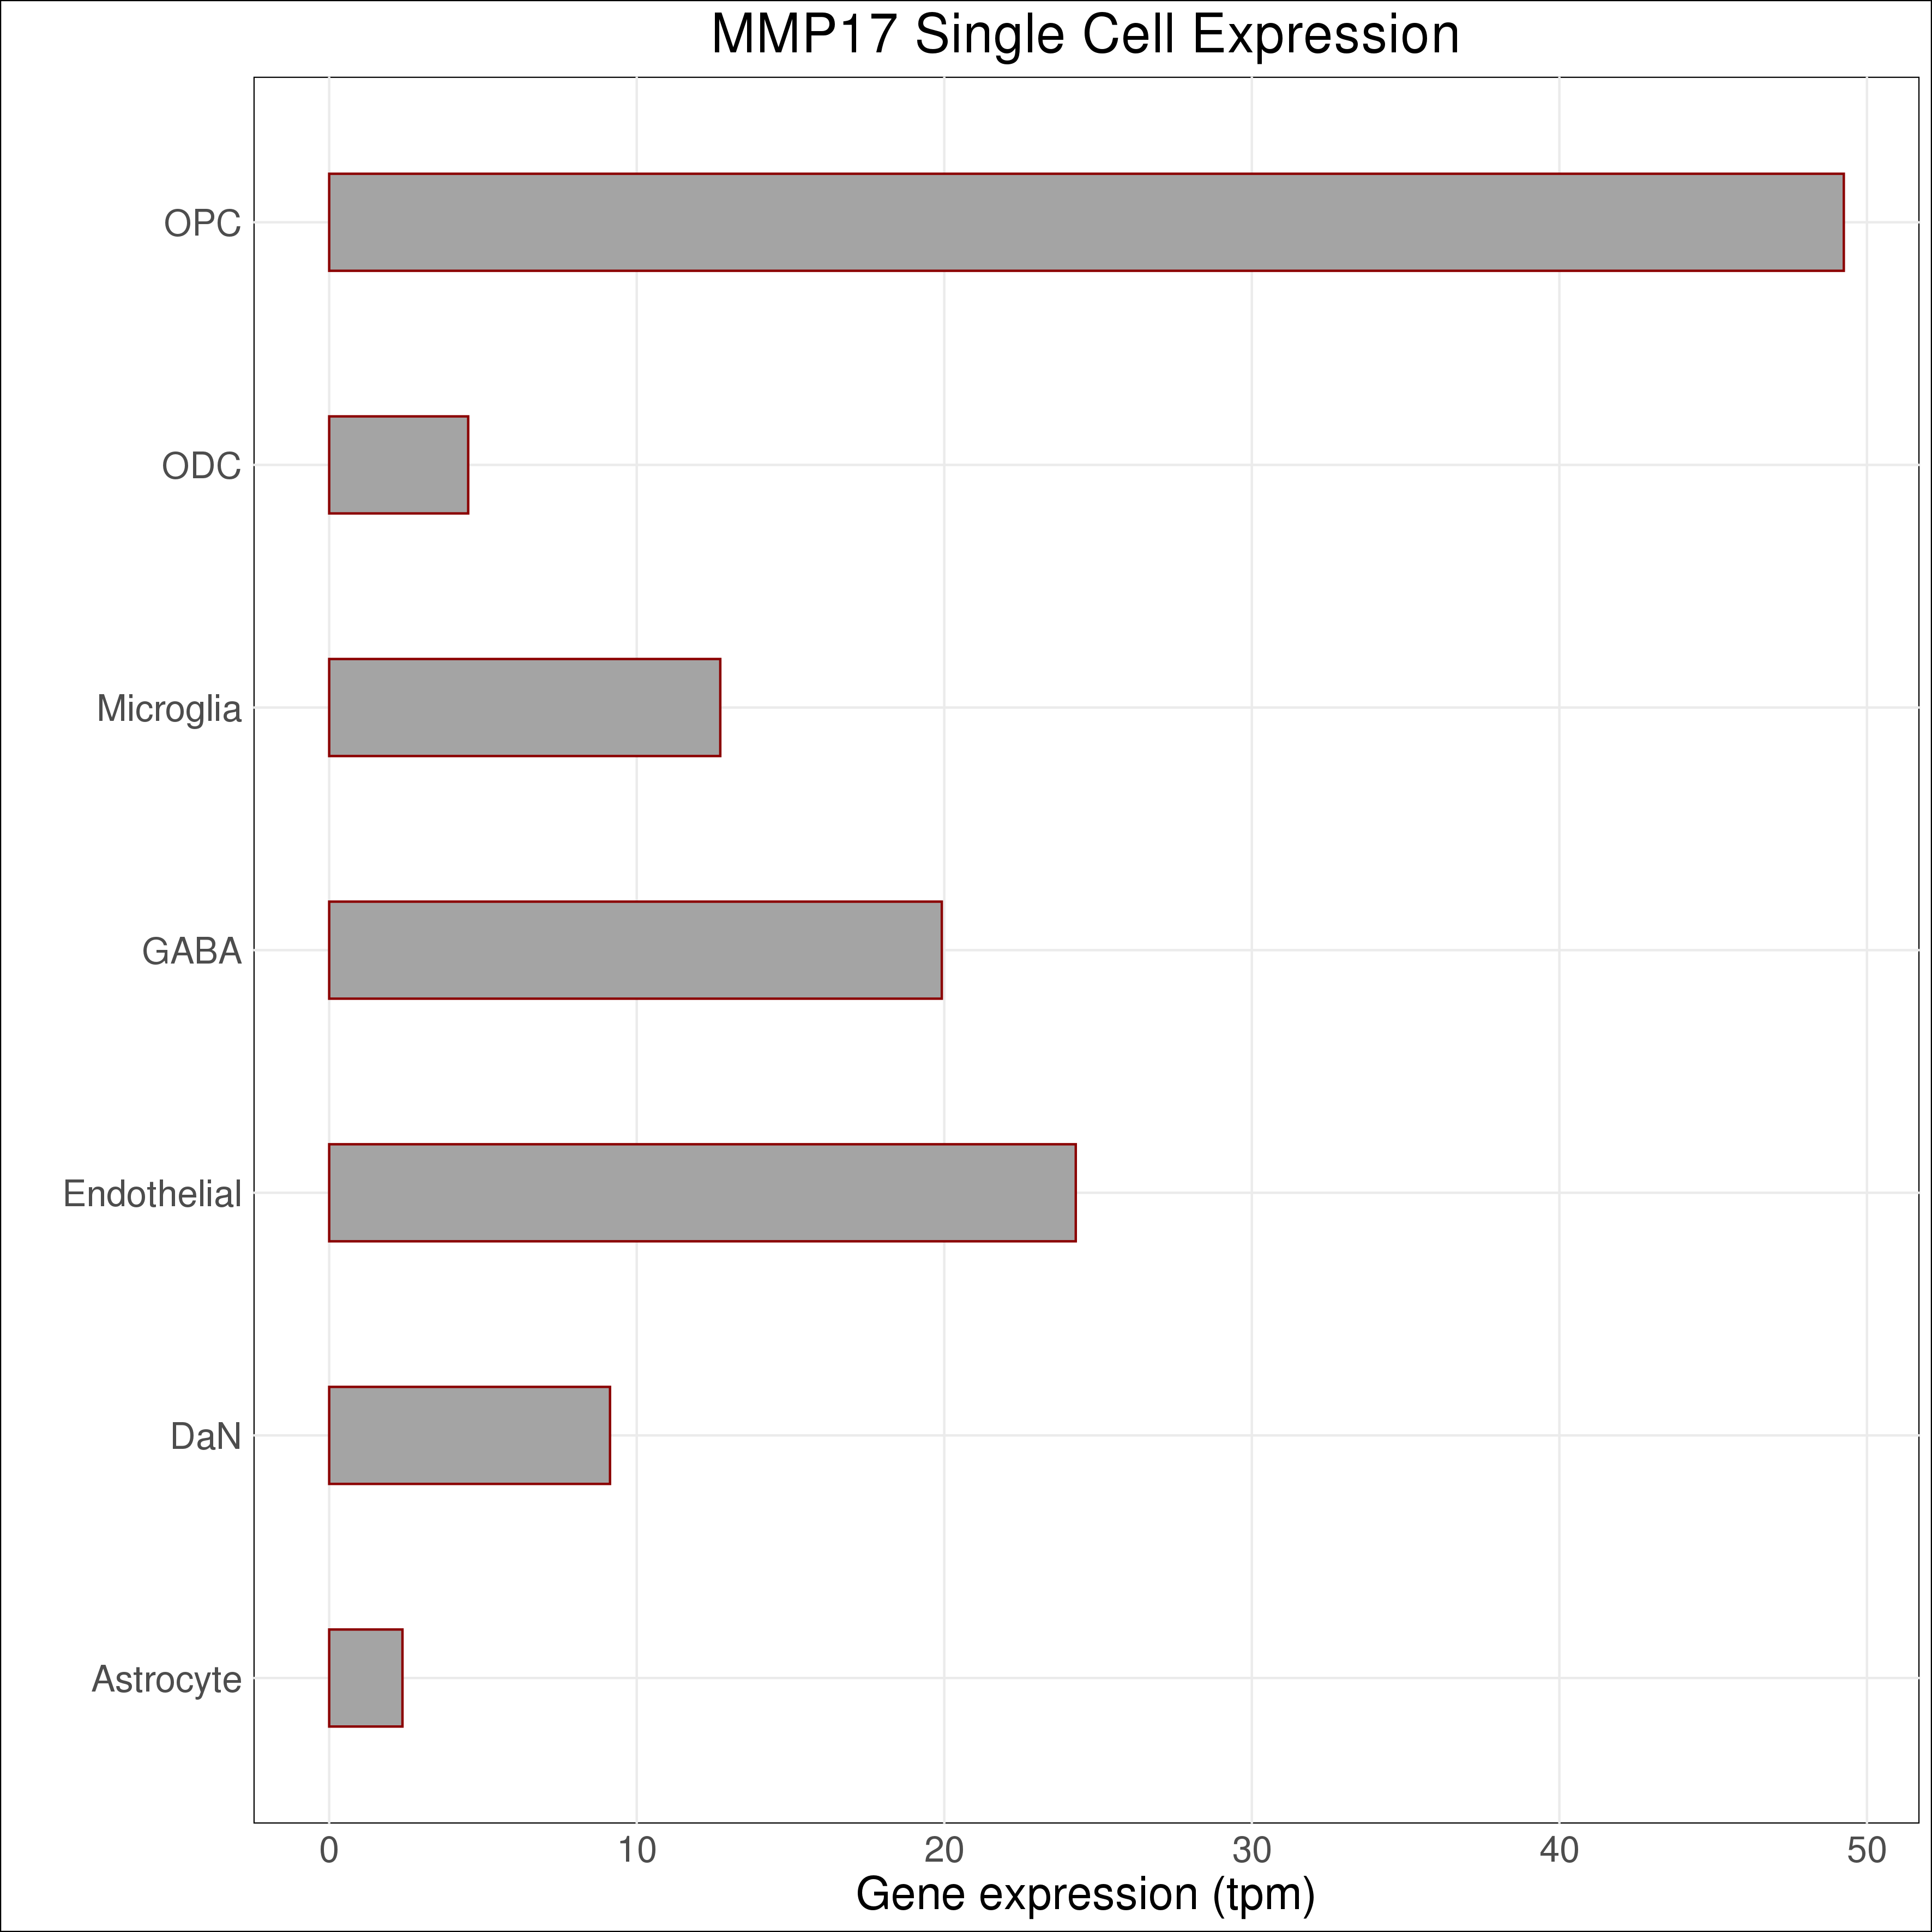 MMP17 Single Cell Expression
OPC
ODC
Microglia
GABA
Endothelial
DaN
Astrocyte
0 10 20 30 40 50
Gene expression (tpm)